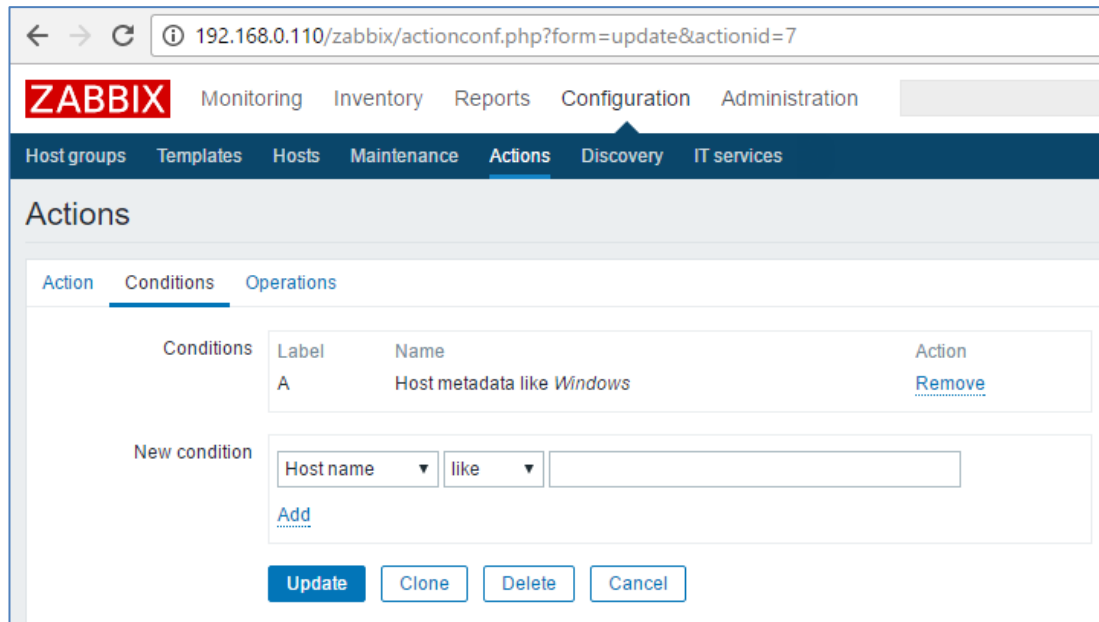 192.168.0.110/zabbix/actionconf.php?form=update&actionid=7
ZABBIX Monitoring Inventory Reports Configuration Administration
Host groups Templates Hosts Maintenance Actions Discovery IT services
Actions
Action Conditions Operations
Conditions Label Name Action
A Host metadata like Windows Remove
New condition
Host name like
Add
Update Clone Delete Cancel